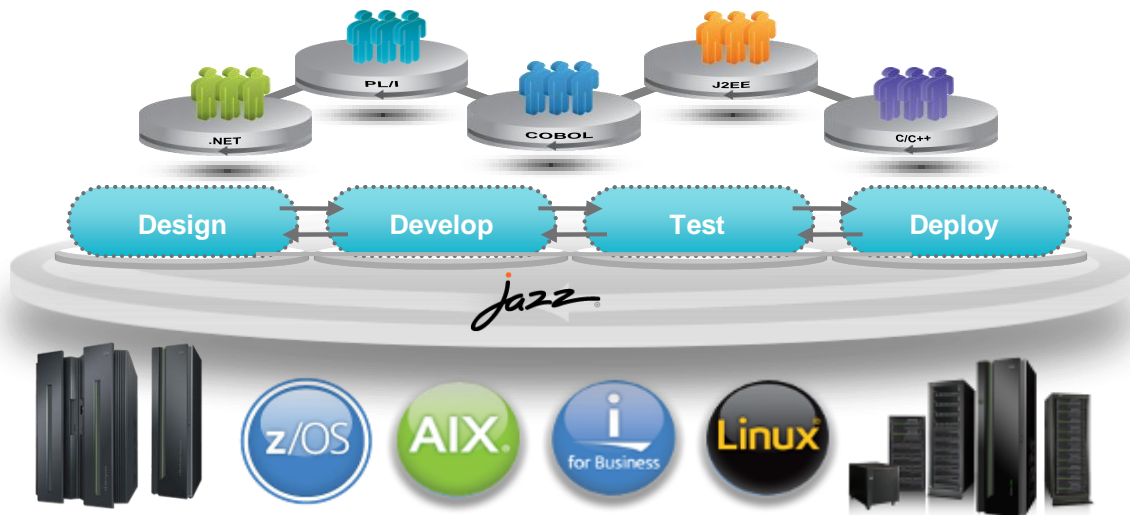 PL/I
J2EE
.NET
COBOL
C/C++
Design
Develop
Test
Deploy
jazz
z/OS
AIX
i
for Business
Linux